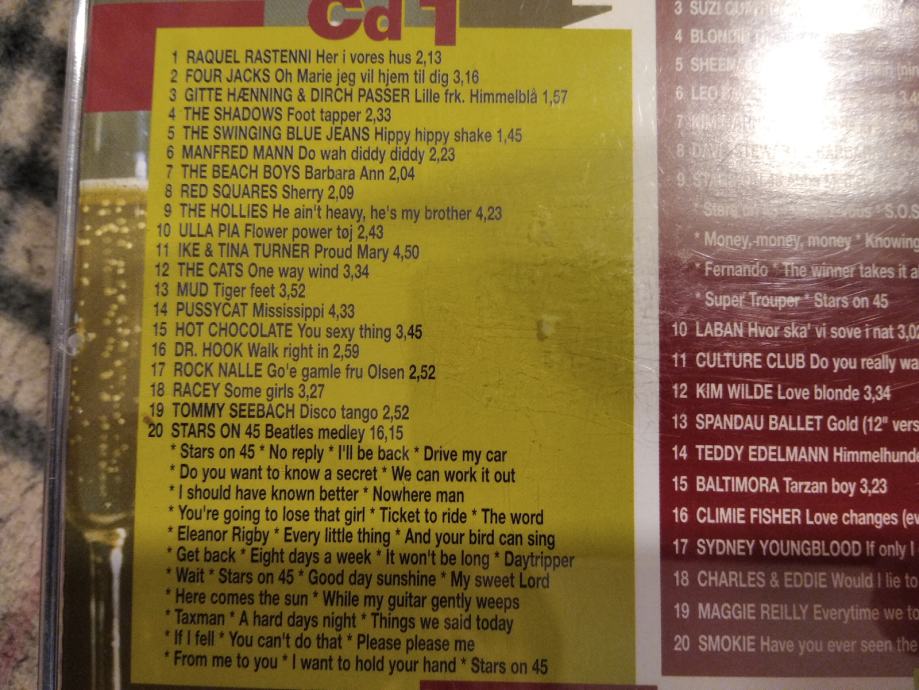 Cd 1
1 RAQUEL RASTENNI Her i vores hus 2,13
2 FOUR JACKS Oh Marie jeg vil hjem til dig 3,16
3 GITTE HÆNNING & DIRCH PASSER Lille frk. Himmelblå 1,57
4 THE SHADOWS Foot tapper 2,33
5 THE SWINGING BLUE JEANS Hippy hippy shake 1,45
6 MANFRED MANN Do wah diddy diddy 2,23
7 THE BEACH BOYS Barbara Ann 2,04
8 RED SQUARES Sherry 2,09
9 THE HOLLIES He ain't heavy, he's my brother 4,23
10 ULLA PIA Flower power tøj 2,43
11 IKE & TINA TURNER Proud Mary 4,50
12 THE CATS One way wind 3,34
13 MUD Tiger feet 3,52
14 PUSSYCAT Mississippi 4,33
15 HOT CHOCOLATE You sexy thing 3,45
16 DR. HOOK Walk right in 2,59
17 ROCK NALLE Go'e gamle fru Olsen 2,52
18 RACEY Some girls 3,27
19 TOMMY SEEBACH Disco tango 2,52
20 STARS ON 45 Beatles medley 16,15
* Stars on 45 * No reply * I'll be back * Drive my car
* Do you want to know a secret * We can work it out
* I should have known better * Nowhere man
* You're going to lose that girl * Ticket to ride * The word
* Eleanor Rigby * Every little thing * And your bird can sing
* Get back * Eight days a week * It won't be long * Daytripper
* Wait * Stars on 45 * Good day sunshine * My sweet Lord
* Here comes the sun * While my guitar gently weeps
* Taxman * A hard days night * Things we said today
* If I fell * You can't do that * Please please me
* From me to you * I want to hold your hand * Stars on 45
3 SUZI
4
5
6 LEO
7 KIM
8
9
* Money, money, money * Knowing
* Fernando * The winner takes it a
* Super Trouper * Stars on 45
10 LABAN Hvor ska' vi sove i nat 3,02
11 CULTURE CLUB Do you really wa
12 KIM WILDE Love blonde 3,34
13 SPANDAU BALLET Gold (12" vers
14 TEDDY EDELMANN Himmelhunde
15 BALTIMORA Tarzan boy 3,23
16 CLIMIE FISHER Love changes (ev
17 SYDNEY YOUNGBLOOD If only I
18 CHARLES & EDDIE Would I lie to
19 MAGGIE REILLY Everytime we to
20 SMOKIE Have you ever seen the